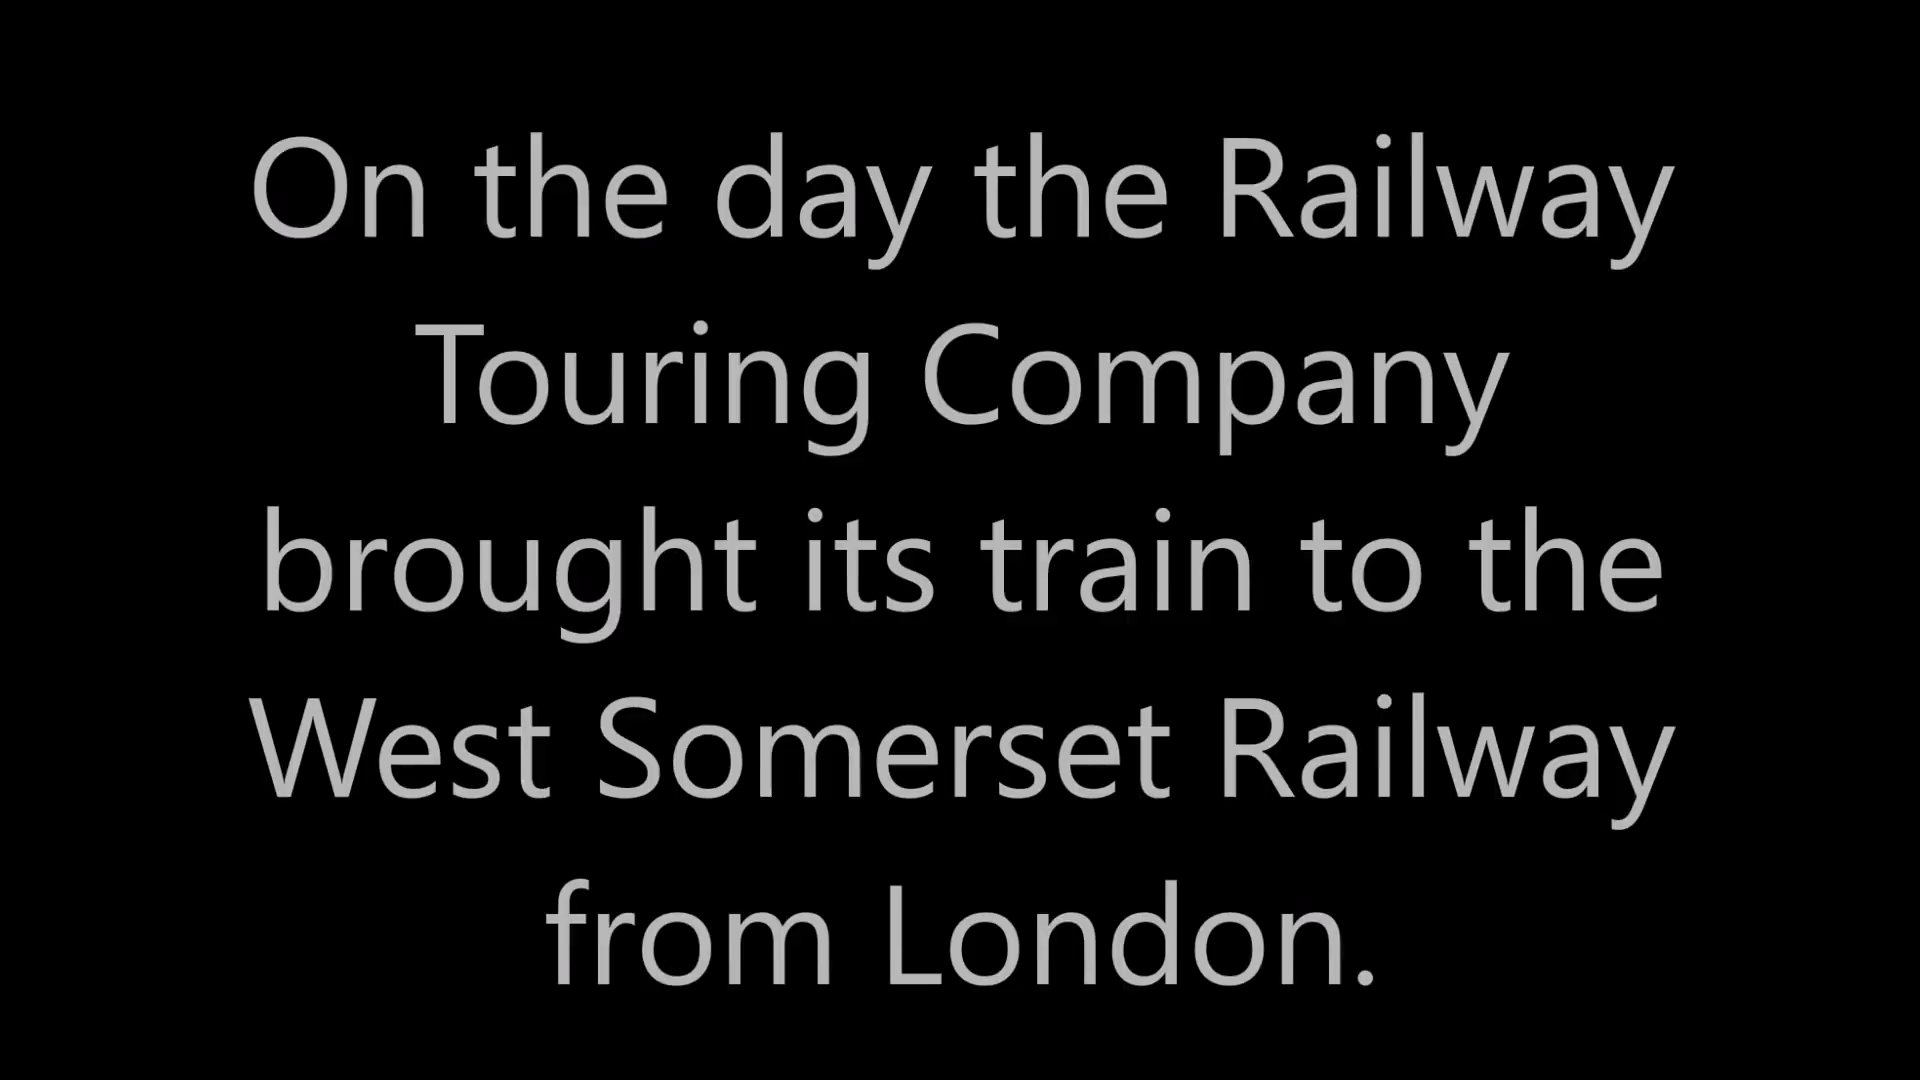 On the day the Railway
Touring Company
brought its train to the
West Somerset Railway
from London.